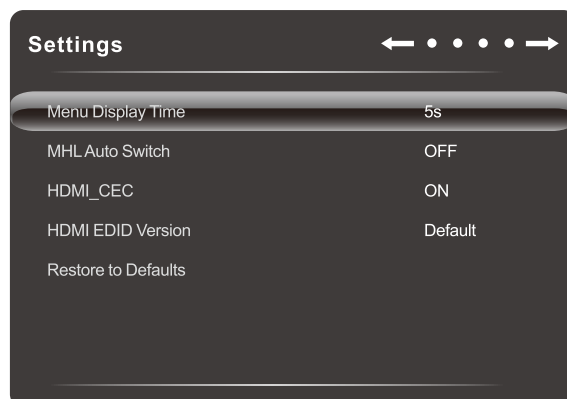 Settings
Menu Display Time 5s
MHL Auto Switch OFF
HDMI_CEC ON
HDMI EDID Version Default
Restore to Defaults